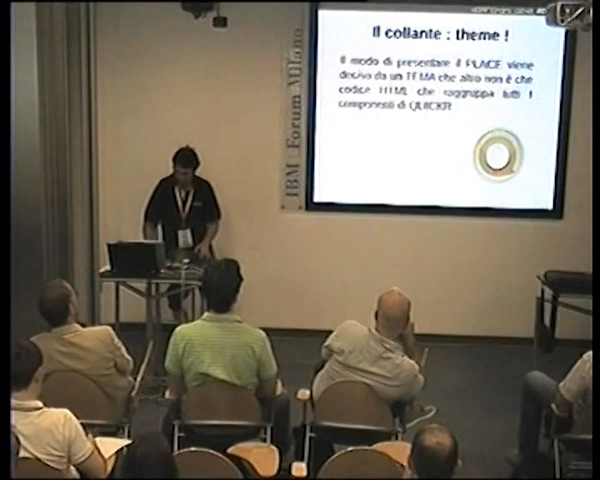 Il collante : theme !
Il modo di presentare il PLACE viene
deciso da un TEMA che altro non è che
codice HTML che raggruppa tutti i
componenti di QUICKR
IBM Forum Milano